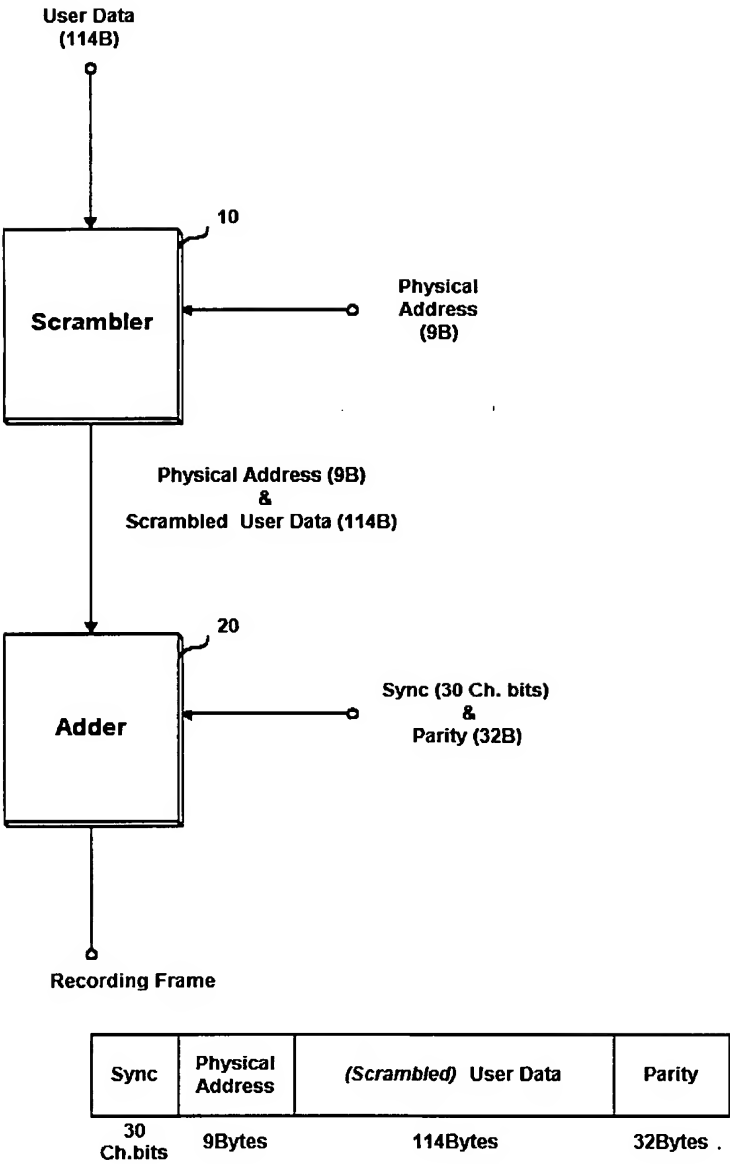 User Data
(114B)
10
Scrambler
Physical
Address
(9B)
Physical Address (9B)
&
Scrambled User Data (114B)
20
Adder
Sync (30 Ch. bits)
&
Parity (32B)
Recording Frame
Sync
Physical
Address
(Scrambled) User Data
Parity
30
Ch.bits
9Bytes
114Bytes
32Bytes .